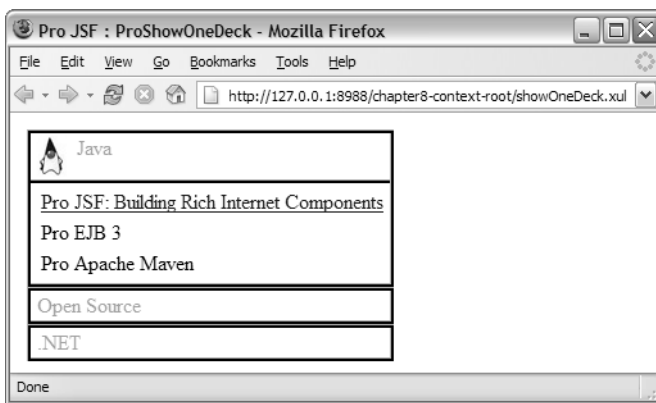 Pro JSF : ProShowOneDeck - Mozilla Firefox
File Edit View Go Bookmarks Tools Help
http://127.0.0.1:8988/chapter8-context-root/showOneDeck.xul
Java
Pro JSF: Building Rich Internet Components
Pro EJB 3
Pro Apache Maven
Open Source
.NET
Done